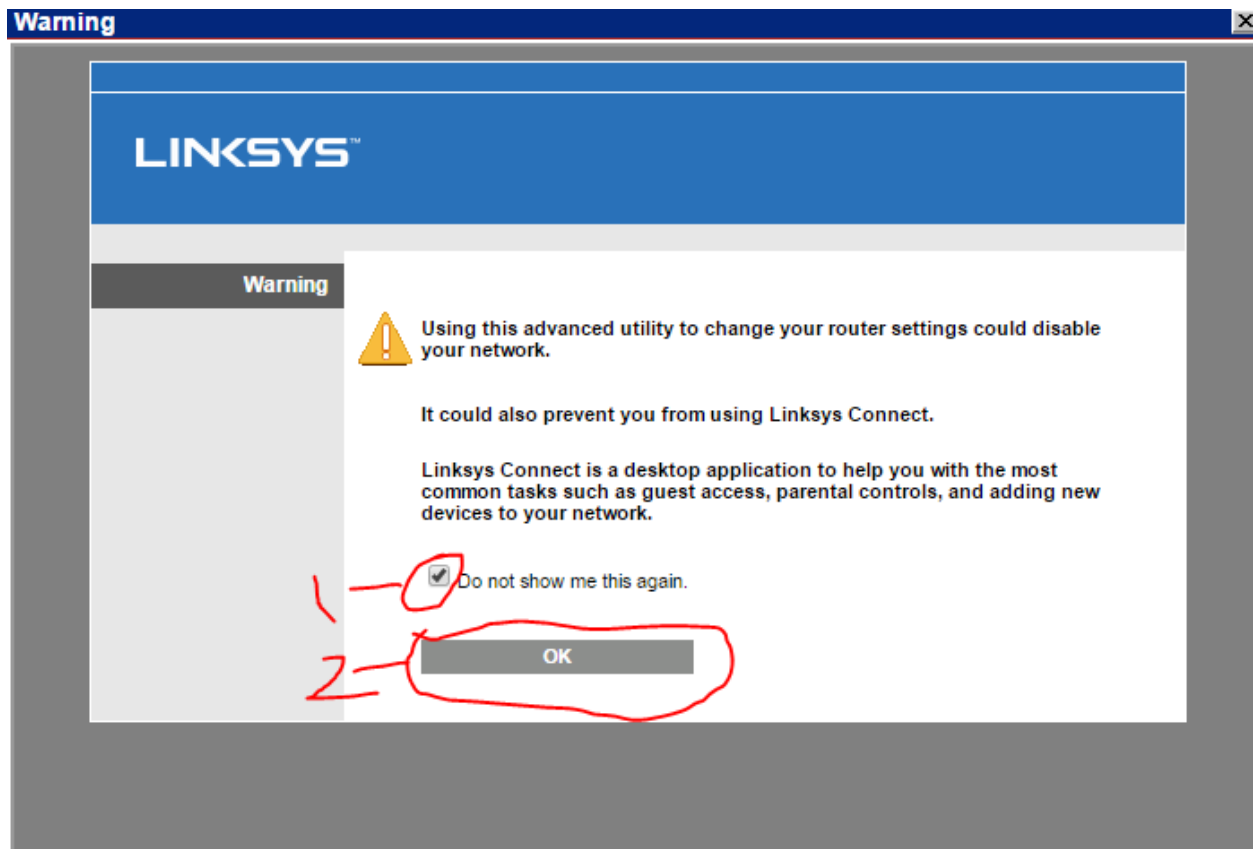 Warning
LINKSYS™
Warning
Using this advanced utility to change your router settings could disable
your network.
It could also prevent you from using Linksys Connect.
Linksys Connect is a desktop application to help you with the most
common tasks such as guest access, parental controls, and adding new
devices to your network.
1
Do not show me this again.
2
OK